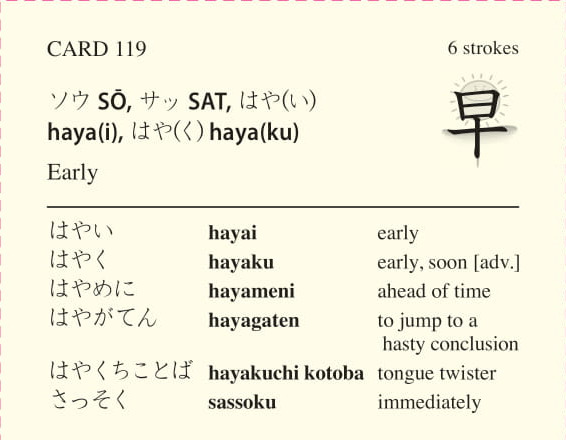 CARD 119 6 strokes
ソウ SŌ, サッ SAT, はや(い)
haya(i), はや(く) haya(ku)
早
Early
はやい hayai early
はやく hayaku early, soon [adv.]
はやめに hayameni ahead of time
はやがてん hayagaten to jump to a
hasty conclusion
はやくちことば hayakuchi kotoba tongue twister
さっそく sassoku immediately